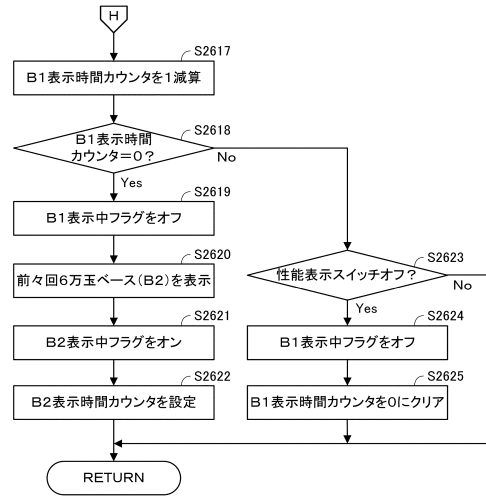 H
S2617
B1表示時間カウンタを1減算
S2618
B1表示時間
カウンタ=0?
No
Yes
S2619
B1表示中フラグをオフ
S2620
前々回6万玉ベース(B2)を表示
S2621
B2表示中フラグをオン
S2622
B2表示時間カウンタを設定
S2623
性能表示スイッチオフ?
No
Yes
S2624
B1表示中フラグをオフ
S2625
B1表示時間カウンタを0にクリア
RETURN